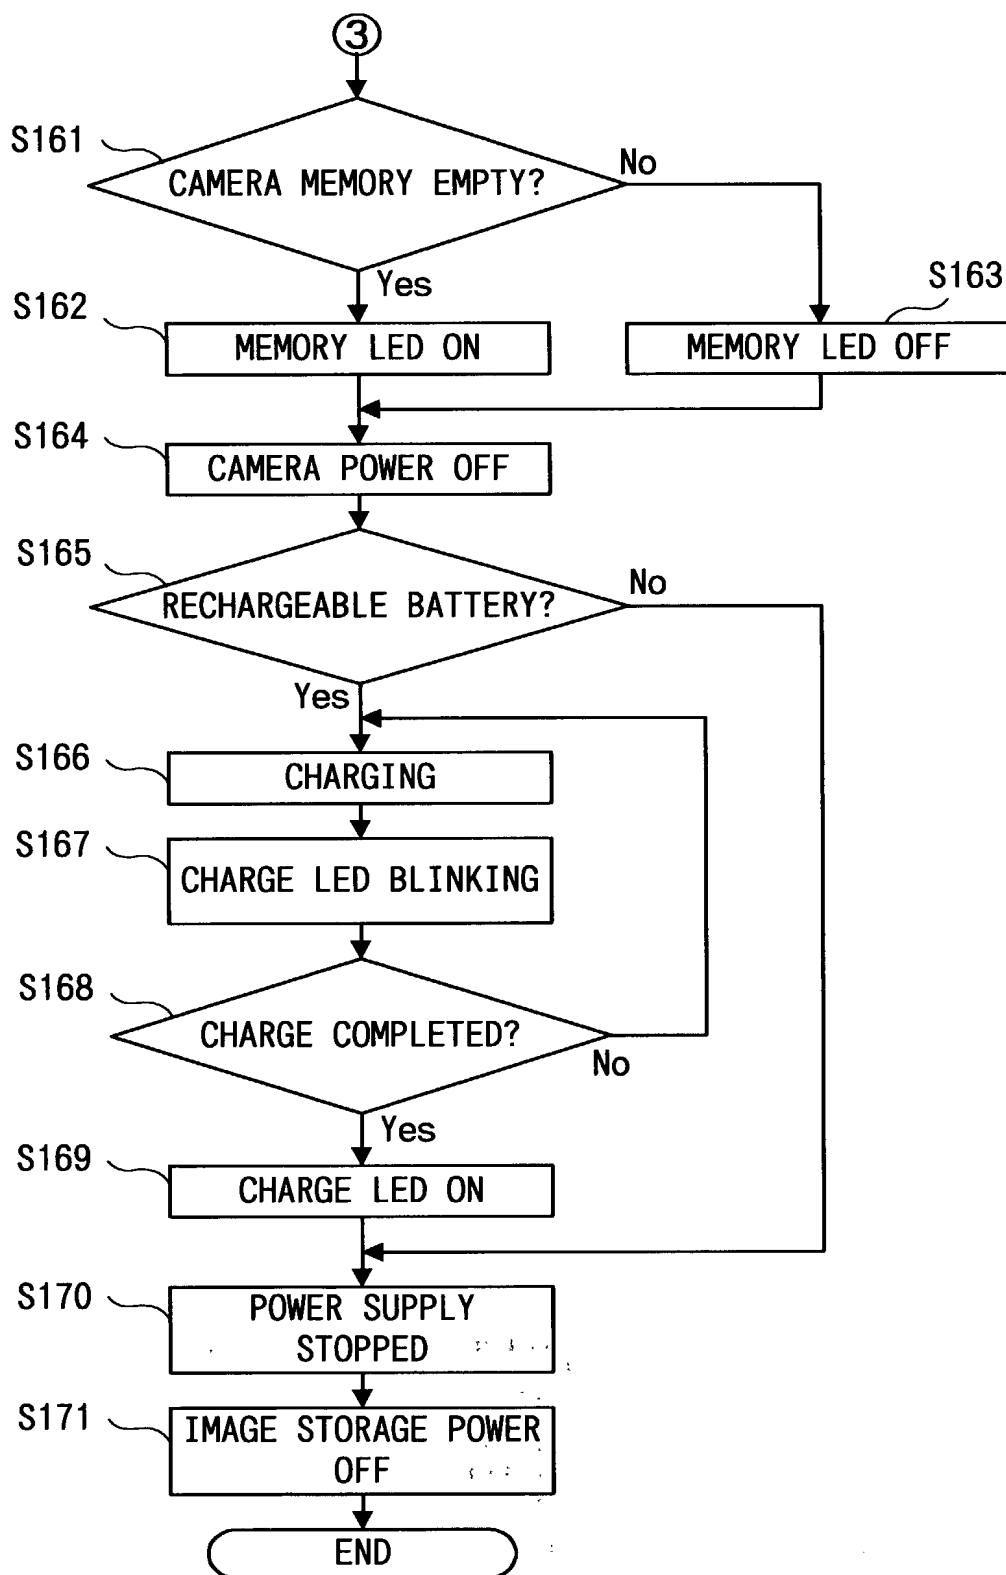 ③
S161
CAMERA MEMORY EMPTY?
No
Yes
S162
S163
MEMORY LED ON
MEMORY LED OFF
S164
CAMERA POWER OFF
S165
RECHARGEABLE BATTERY?
No
Yes
S166
CHARGING
S167
CHARGE LED BLINKING
S168
CHARGE COMPLETED?
No
Yes
S169
CHARGE LED ON
S170
POWER SUPPLY
STOPPED
S171
IMAGE STORAGE POWER
OFF
END